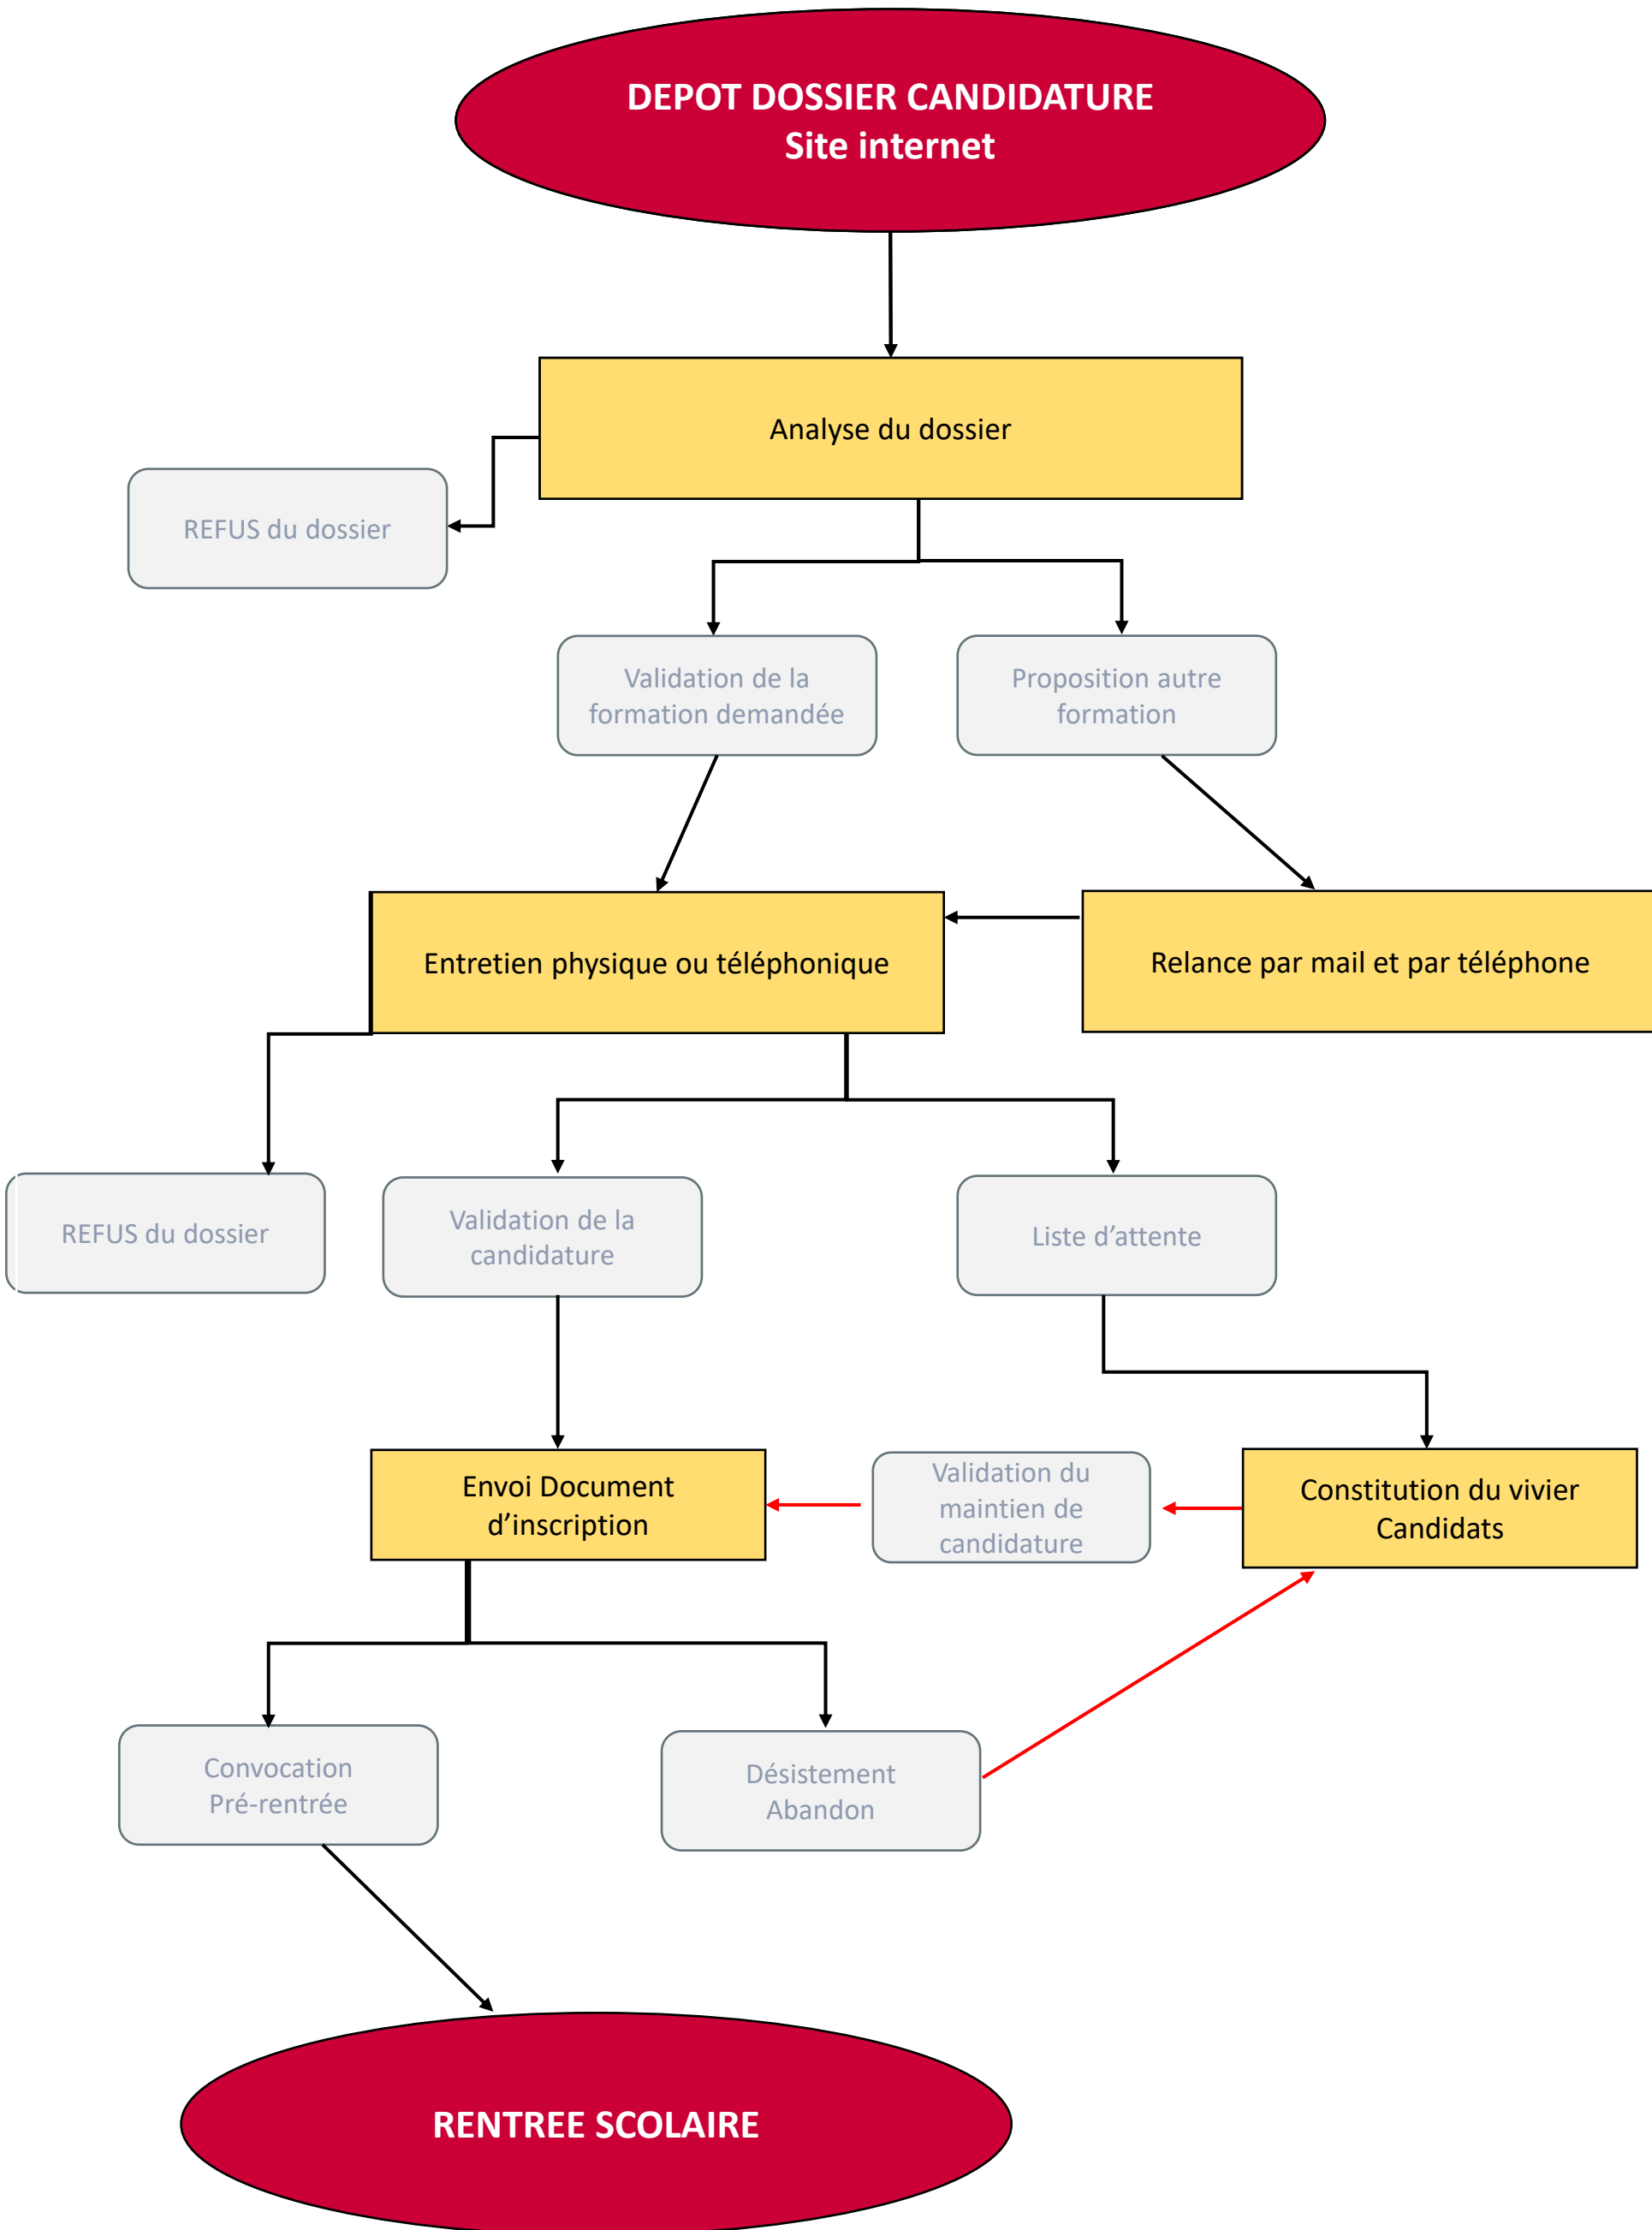 DEPOT DOSSIER CANDIDATURE
Site internet
Analyse du dossier
REFUS du dossier
Validation de la
formation demandée
Proposition autre
formation
Entretien physique ou téléphonique
Relance par mail et par téléphone
REFUS du dossier
Validation de la
candidature
Liste d’attente
Envoi Document
d’inscription
Validation du
maintien de
candidature
Constitution du vivier
Candidats
Convocation
Pré-rentrée
Désistement
Abandon
RENTREE SCOLAIRE